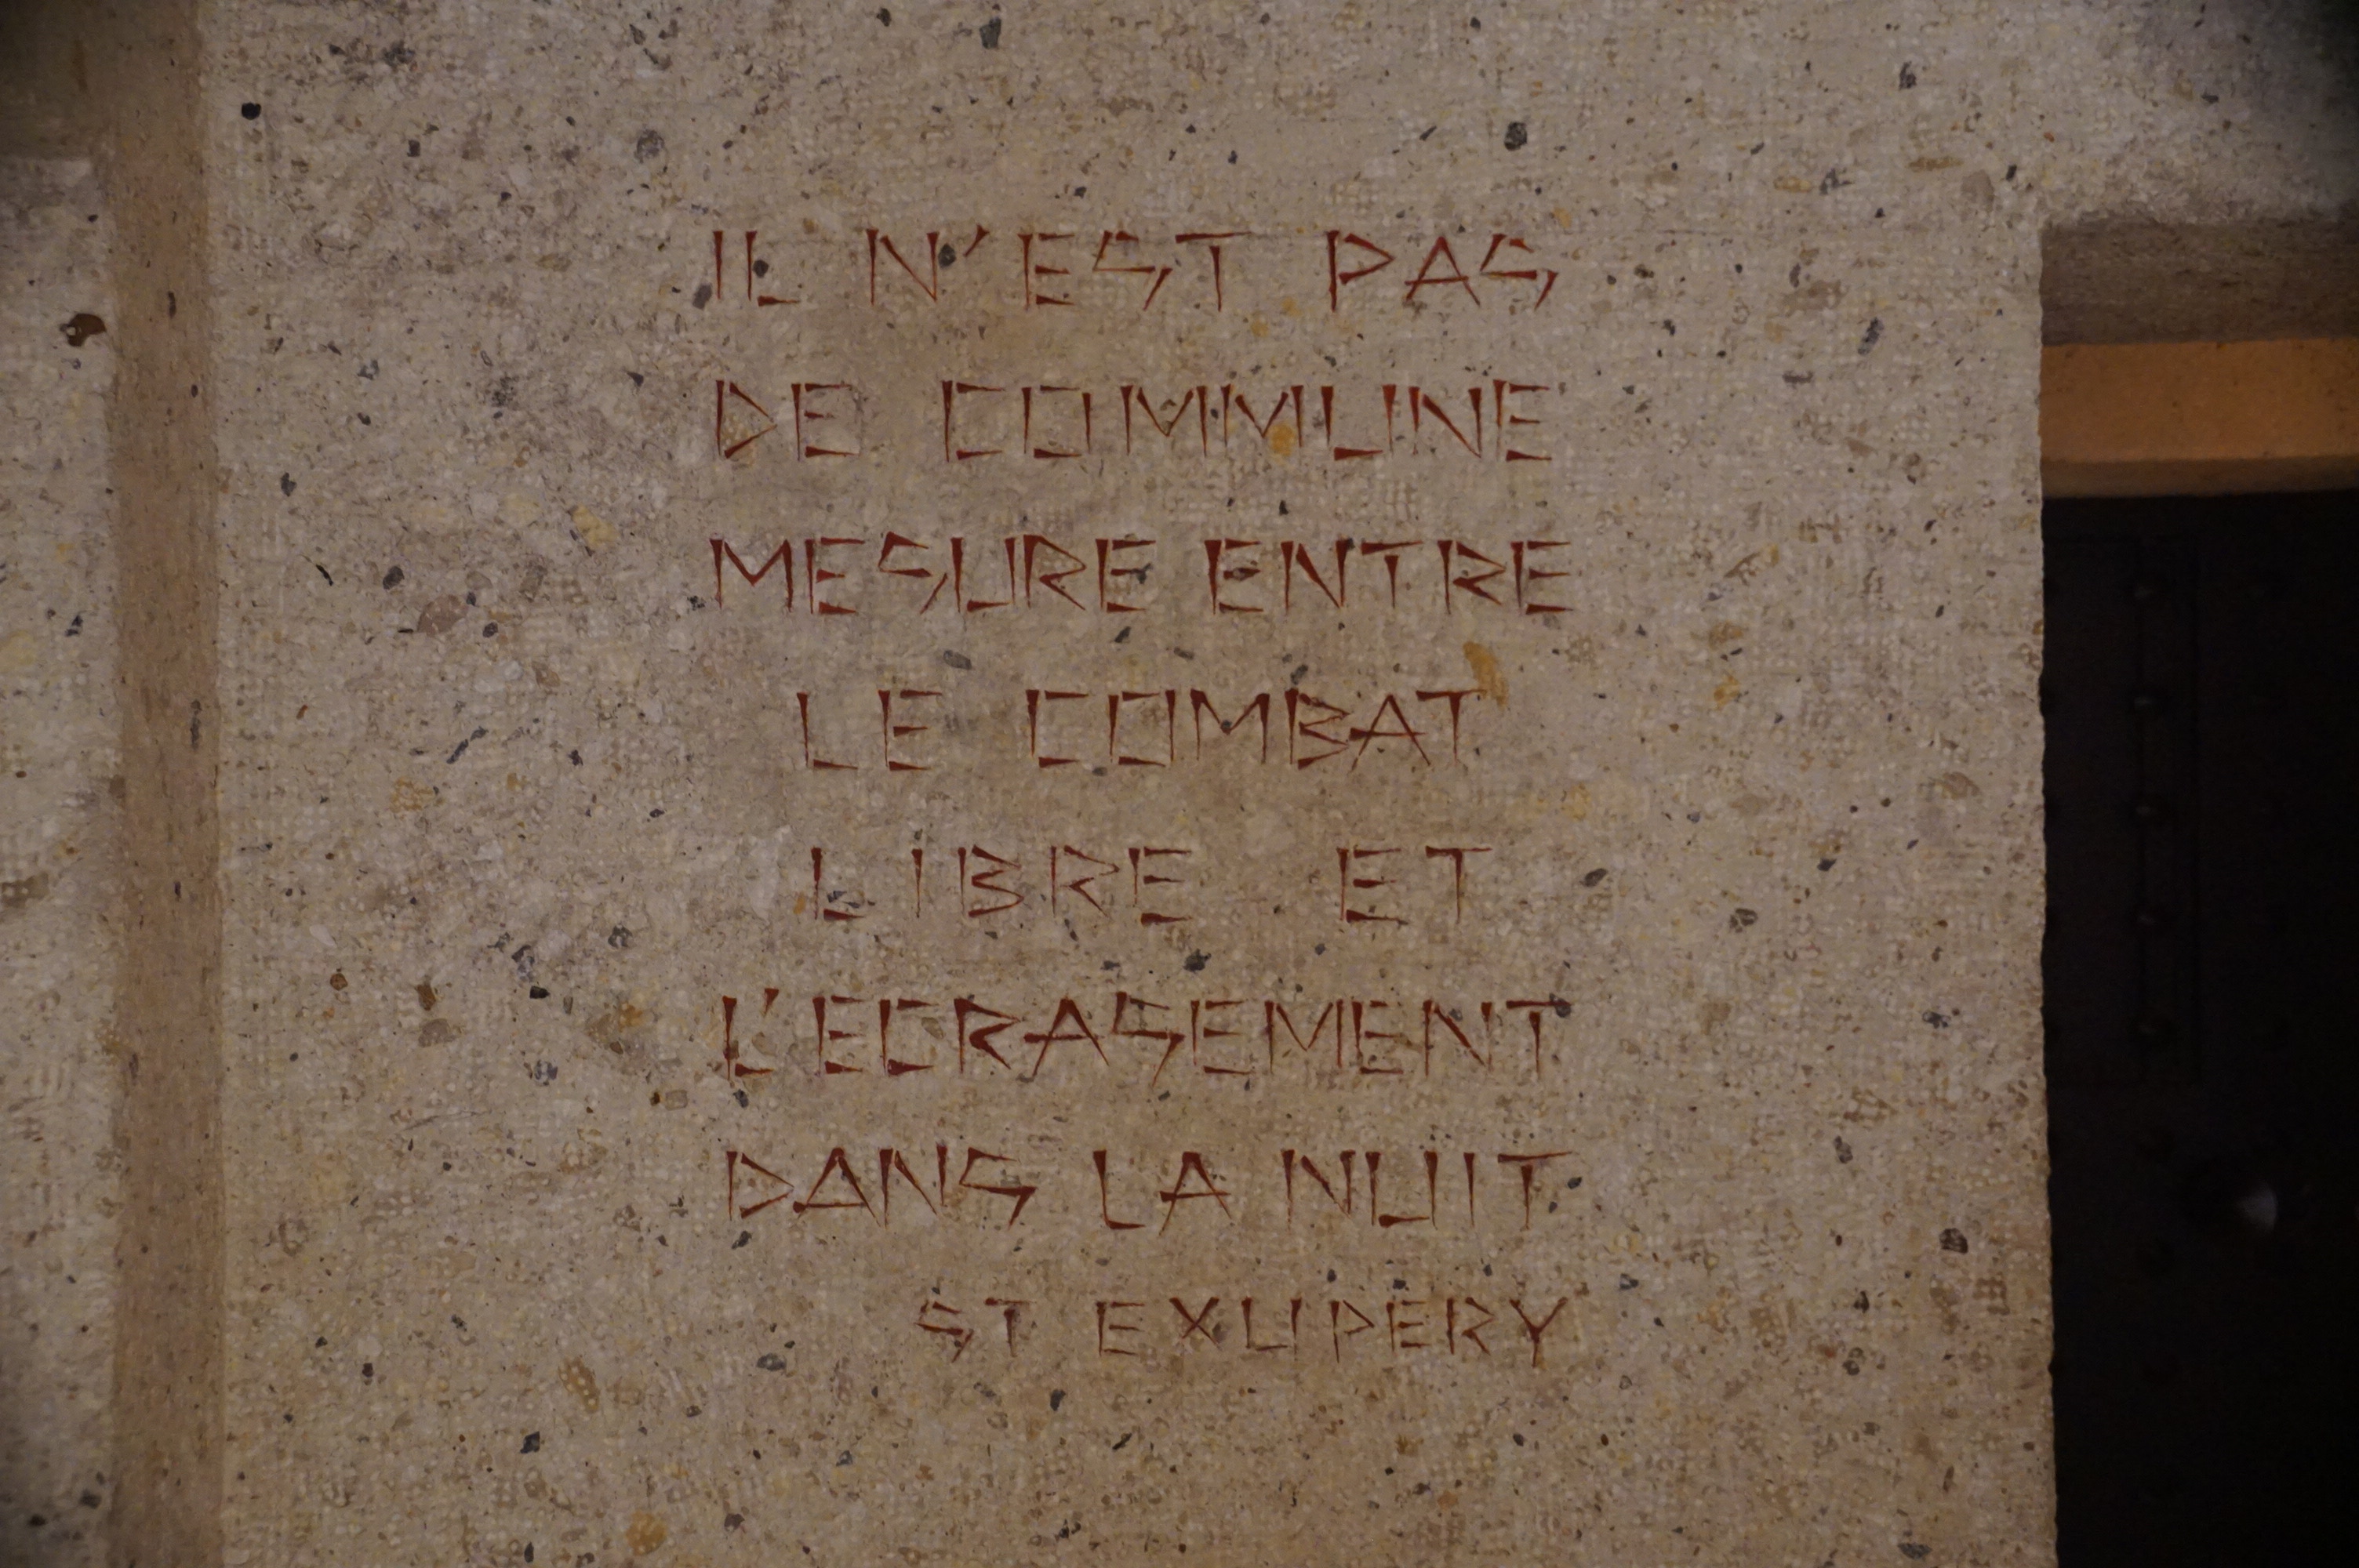 IL N'EST PAS
DE COMMUNE
MESURE ENTRE
LE COMBAT
LIBRE ET
L'ECRASEMENT
DANS LA NUIT
ST EXUPERY